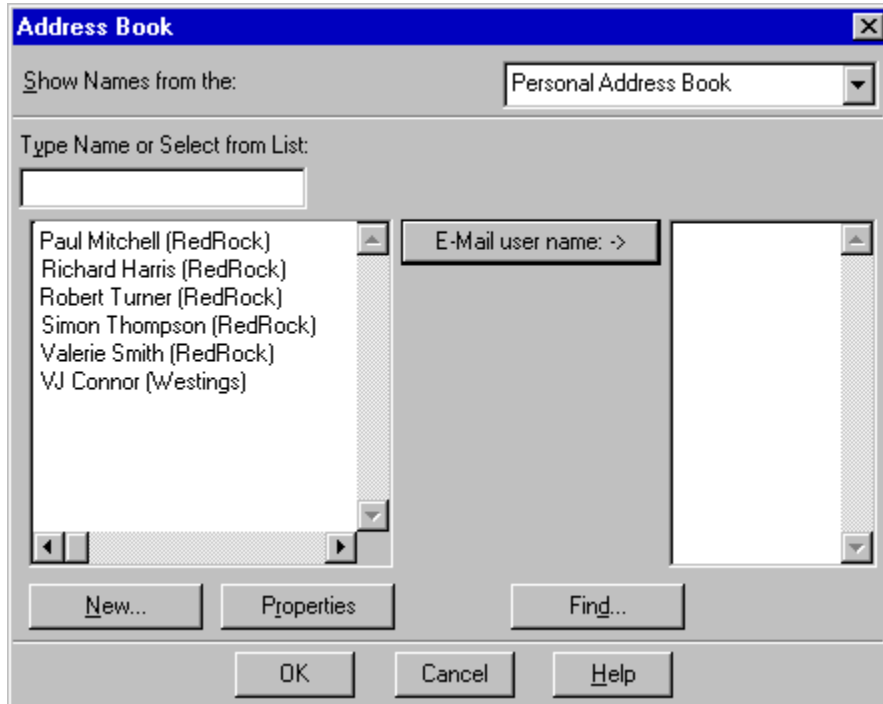 Address Book
Show Names from the:
Personal Address Book
Type Name or Select from List:
Paul Mitchell (RedRock)
Richard Harris (RedRock)
Robert Turner (RedRock)
Simon Thompson (RedRock)
Valerie Smith (RedRock)
VJ Connor (Westings)
E-Mail user name: ->
New...
Properties
Find...
OK
Cancel
Help